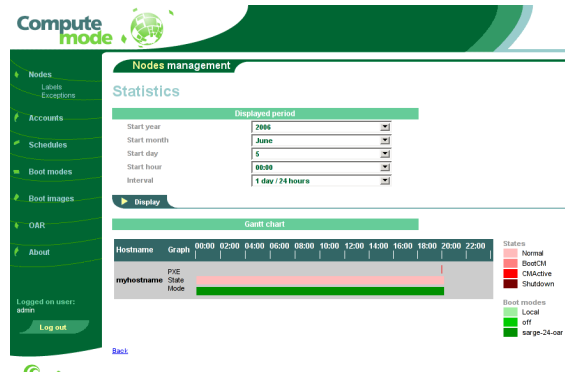 Compute
mode
Nodes management
Nodes
Labels
Exceptions
Accounts
Schedules
Boot modes
Boot images
OAR
About
Logged on user:
admin
Log out
Statistics
Displayed period
Start year 2006
Start month June
Start day 5
Start hour 00:00
Interval 1 day / 24 hours
Display
Gantt chart
Hostname Graph 00:00 02:00 04:00 06:00 08:00 10:00 12:00 14:00 16:00 18:00 20:00 22:00
myhostname
PXE
State
Mode
States
Normal
BootCM
CMActive
Shutdown
Boot modes
Local
off
sarge-24-oar
Back